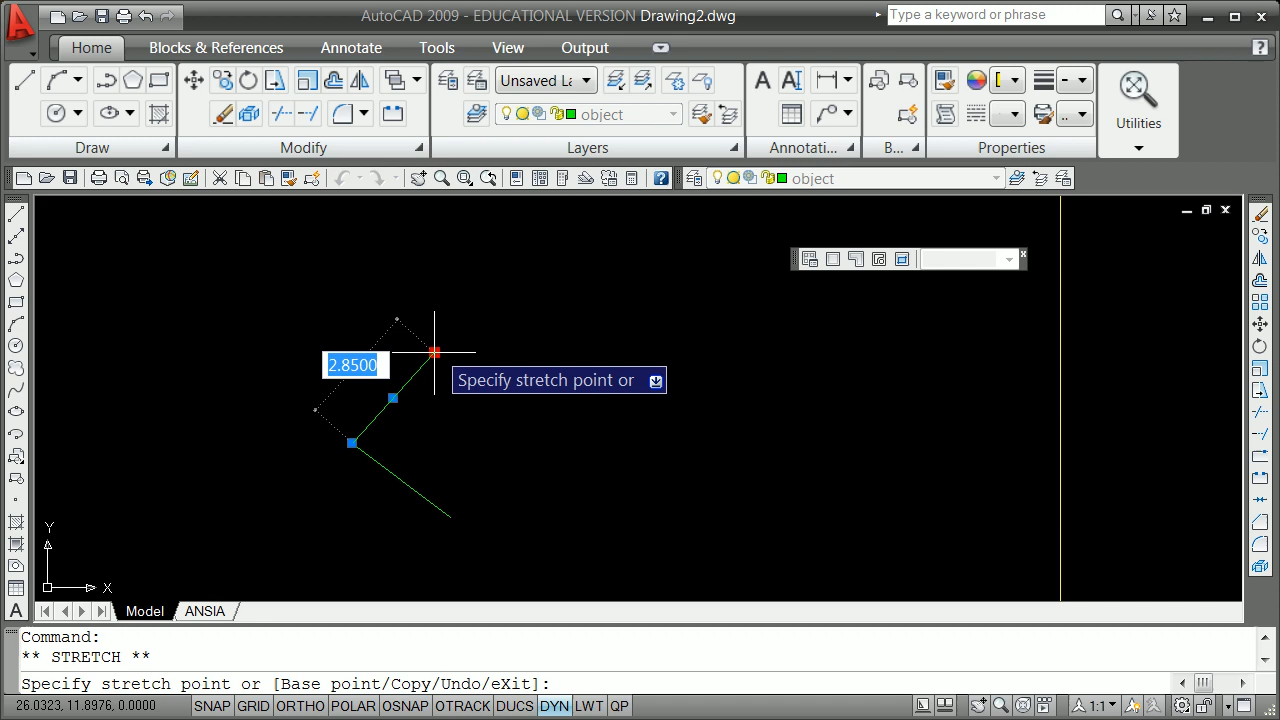 AutoCAD 2009 - EDUCATIONAL VERSION Drawing2.dwg
Type a keyword or phrase
Home Blocks & References Annotate Tools View Output
Unsaved La
object
Utilities
Draw Modify Layers Annotati... B... Properties
object
2.8500
Specify stretch point or
Y
X
Model ANSIA
Command:
** STRETCH **
Specify stretch point or [Base point/Copy/Undo/eXit]:
26.0323, 11.8976, 0.0000 SNAP GRID ORTHO POLAR OSNAP OTRACK DUCS DYN LWT QP 1:1